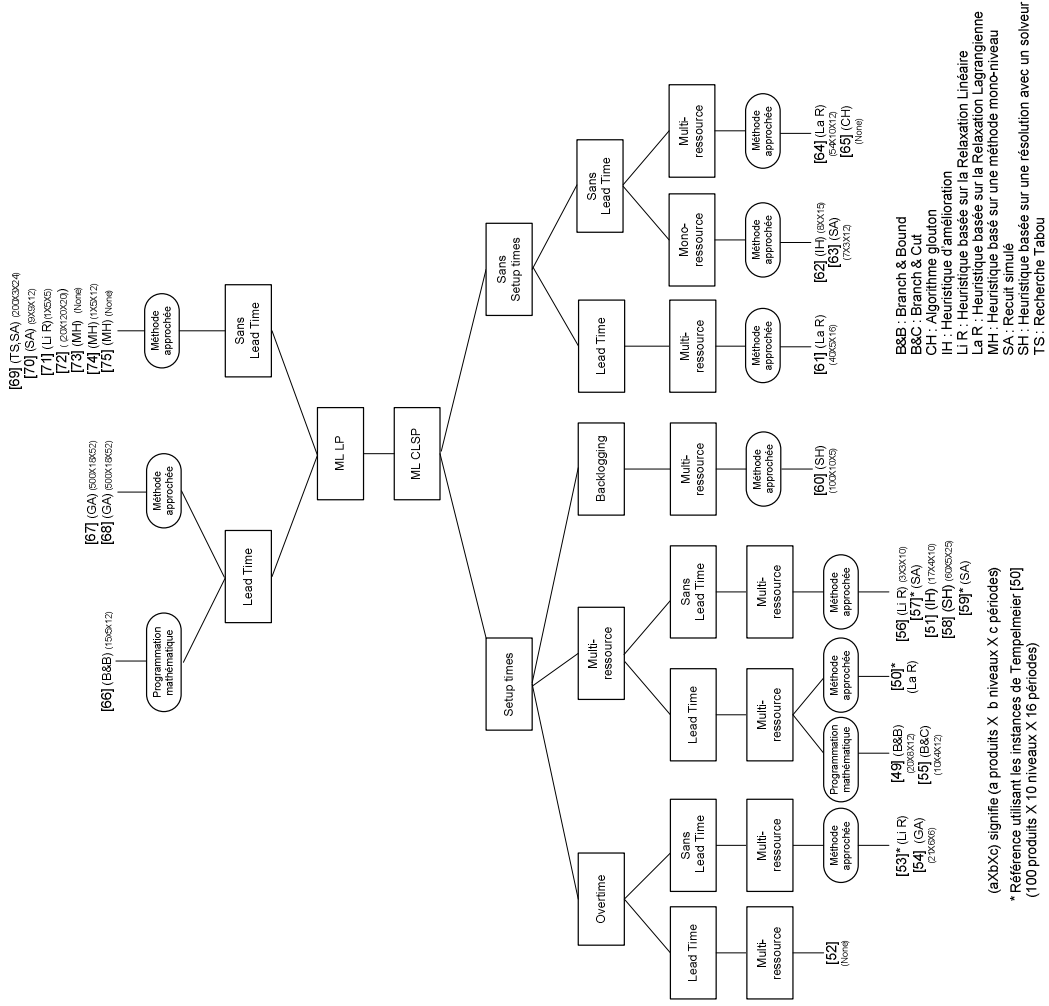 [69] (TS,SA) (200X3X24)
[70] (SA) (9X9X12)
[71] (Li R) (1X5X5)
[72] ( (20X120X20))
[73] (MH) (None)
[74] (MH) (1X5X12)
[75] (MH) (None)
Méthode
approchée
Sans
Lead Time
[67] (GA) (500X18X52)
[68] (GA) (500X18X52)
Méthode
approchée
[66] (B&B) (15x6x12)
Programmation
mathématique
Lead Time
ML LP
ML CLSP
Sans
Setup times
Sans
Lead Time
Multi-
ressource
Méthode
approchée
[64] (La R)
(54X10X12)
[65] (CH)
(None)
Mono-
ressource
Méthode
approchée
[62] (IH) (6XX15)
[63] (SA)
(7X3X12)
Lead Time
Multi-
ressource
Méthode
approchée
[61] (La R)
(40X5X16)
Setup times
Backlogging
Multi-
ressource
Méthode
approchée
[60] (SH)
(100X10X5)
Multi-
ressource
Sans
Lead Time
Multi-
ressource
Méthode
approchée
[56] (Li R) (3X3X10)
[57]* (SA)
[51] (IH) (17X4X10)
[58] (SH) (60X5X25)
[59]* (SA)
Lead Time
Multi-
ressource
Méthode
approchée
[50]*
(La R)
Programmation
mathématique
[49] (B&B)
(20X8X12)
[55] (B&C)
(10X4X12)
Overtime
Sans
Lead Time
Multi-
ressource
Méthode
approchée
[53]* (Li R)
[54] (GA)
(21X6X6)
Lead Time
Multi-
ressource
[52]
(None)
B&B : Branch & Bound
B&C : Branch & Cut
CH : Algorithme glouton
IH : Heuristique d'amélioration
Li R : Heuristique basée sur la Relaxation Linéaire
La R : Heuristique basée sur la Relaxation Lagrangienne
MH : Heuristique basé sur une méthode mono-niveau
SA : Recuit simulé
SH : Heuristique basée sur une résolution avec un solveur
TS : Recherche Tabou
(aXbXc) signifie (a produits X b niveaux X c périodes)
* Référence utilisant les instances de Tempelmeier [50]
(100 produits X 10 niveaux X 16 périodes)